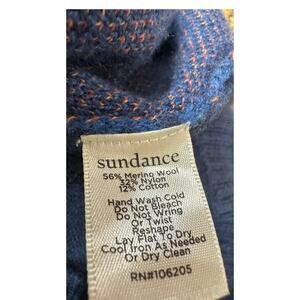 sundance
56% Merino Wool
32% Nylon
12% Cotton
Hand Wash Cold
Do Not Bleach
Do Not Wring
Or Twist
Reshape
Lay Flat To Dry
Cool Iron As Needed
Or Dry Clean
RN#106205